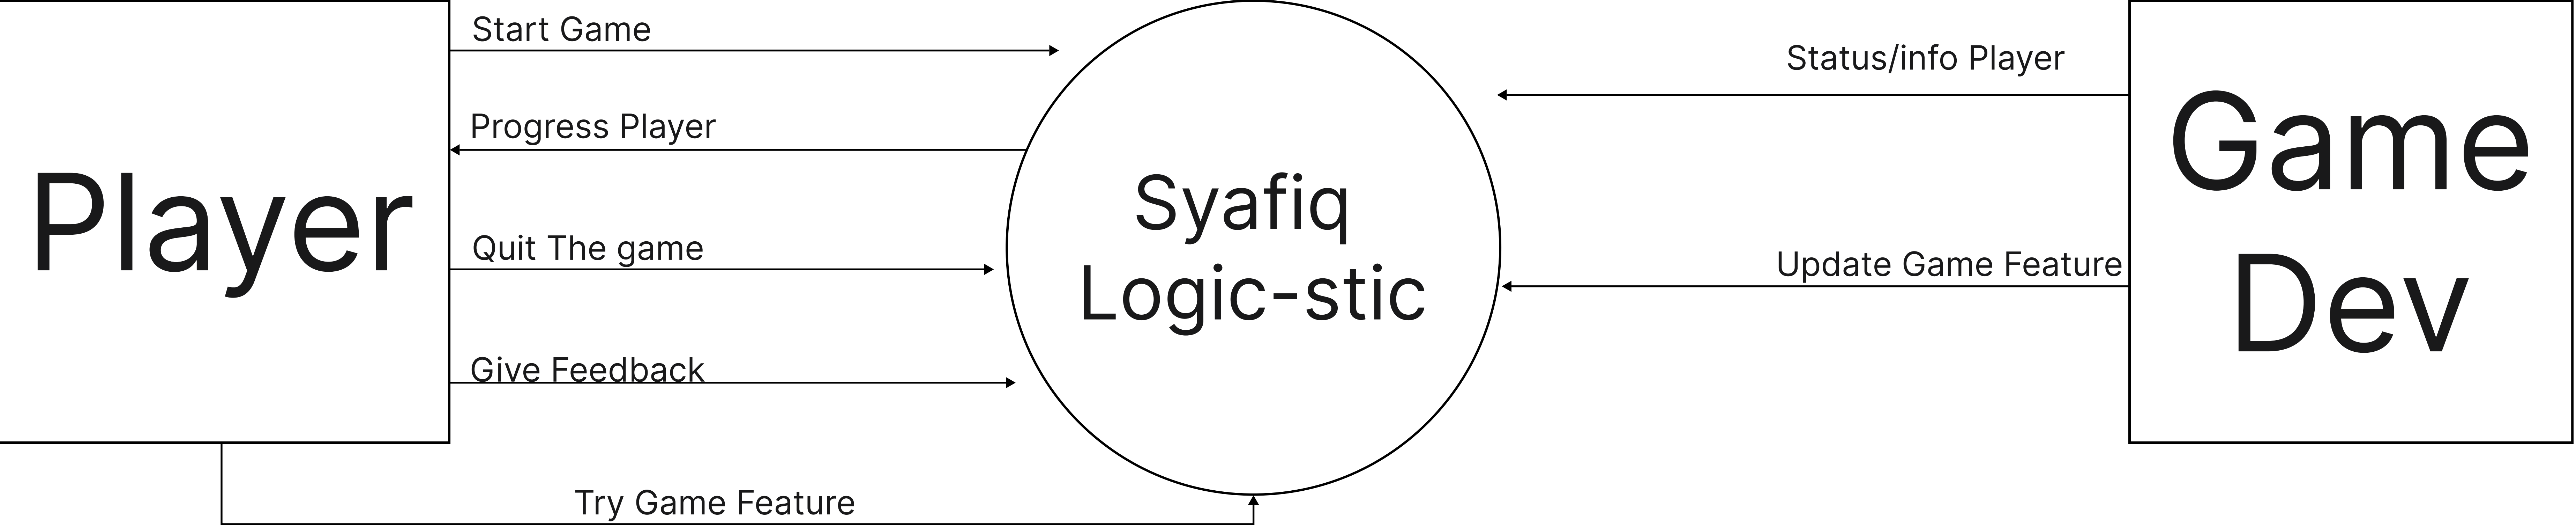 Player
Start Game
Progress Player
Quit The game
Give Feedback
Try Game Feature
Syafiq
Logic-stic
Status/info Player
Update Game Feature
Game
Dev